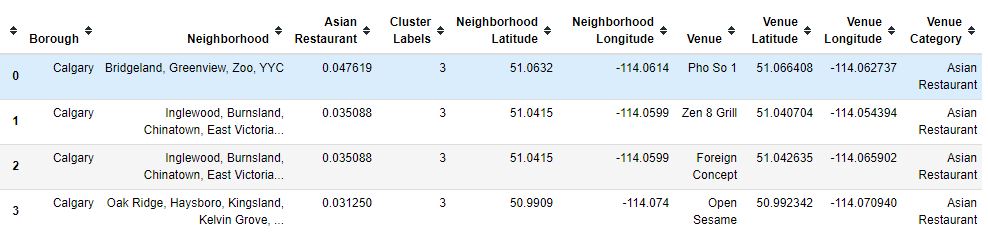 Borough Neighborhood Asian Restaurant Cluster Labels Neighborhood Latitude Neighborhood Longitude Venue Venue Latitude Venue Longitude Venue Category
0 Calgary Bridgeland, Greenview, Zoo, YYC 0.047619 3 51.0632 -114.0614 Pho So 1 51.066408 -114.062737 Asian Restaurant
1 Calgary Inglewood, Burnsland, Chinatown, East Victoria... 0.035088 3 51.0415 -114.0599 Zen 8 Grill 51.040704 -114.054394 Asian Restaurant
2 Calgary Inglewood, Burnsland, Chinatown, East Victoria... 0.035088 3 51.0415 -114.0599 Foreign Concept 51.042635 -114.065902 Asian Restaurant
3 Calgary Oak Ridge, Haysboro, Kingsland, Kelvin Grove, ... 0.031250 3 50.9909 -114.074 Open Sesame 50.992342 -114.070940 Asian Restaurant